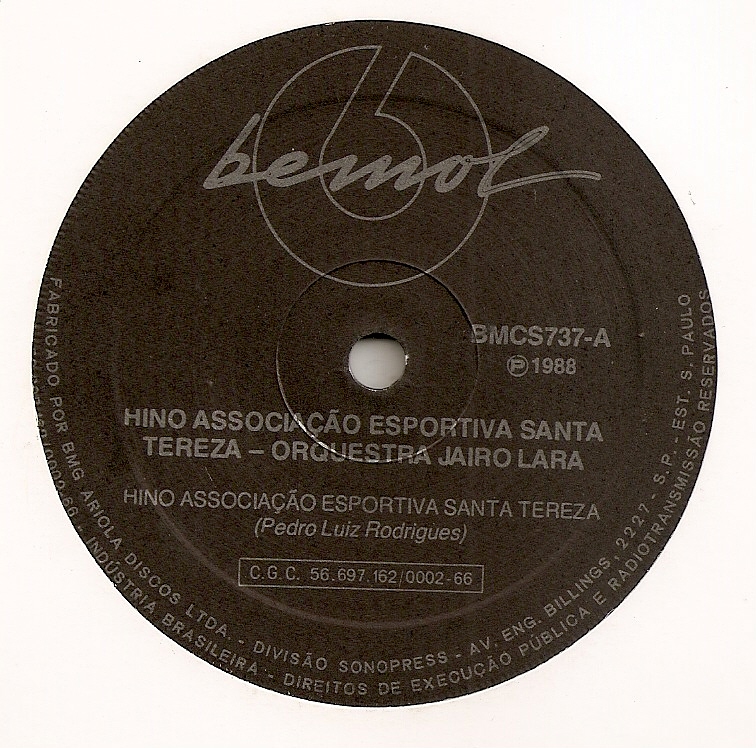 bemol
BMCS737-A
Ⓟ 1988
HINO ASSOCIAÇÃO ESPORTIVA SANTA
TEREZA – ORQUESTRA JAIRO LARA
HINO ASSOCIAÇÃO ESPORTIVA SANTA TEREZA
(Pedro Luiz Rodrigues)
C.G.C. 56.697.162/0002-66
FABRICADO POR BMG ARIOLA DISCOS LTDA. - DIVISÃO SONOPRESS - AV. ENG. BILLINGS, 2227 - S.P. - EST. S. PAULO
/0002-66 - INDÚSTRIA BRASILEIRA - DIREITOS DE EXECUÇÃO PÚBLICA E RADIOTRANSMISSÃO RESERVADOS